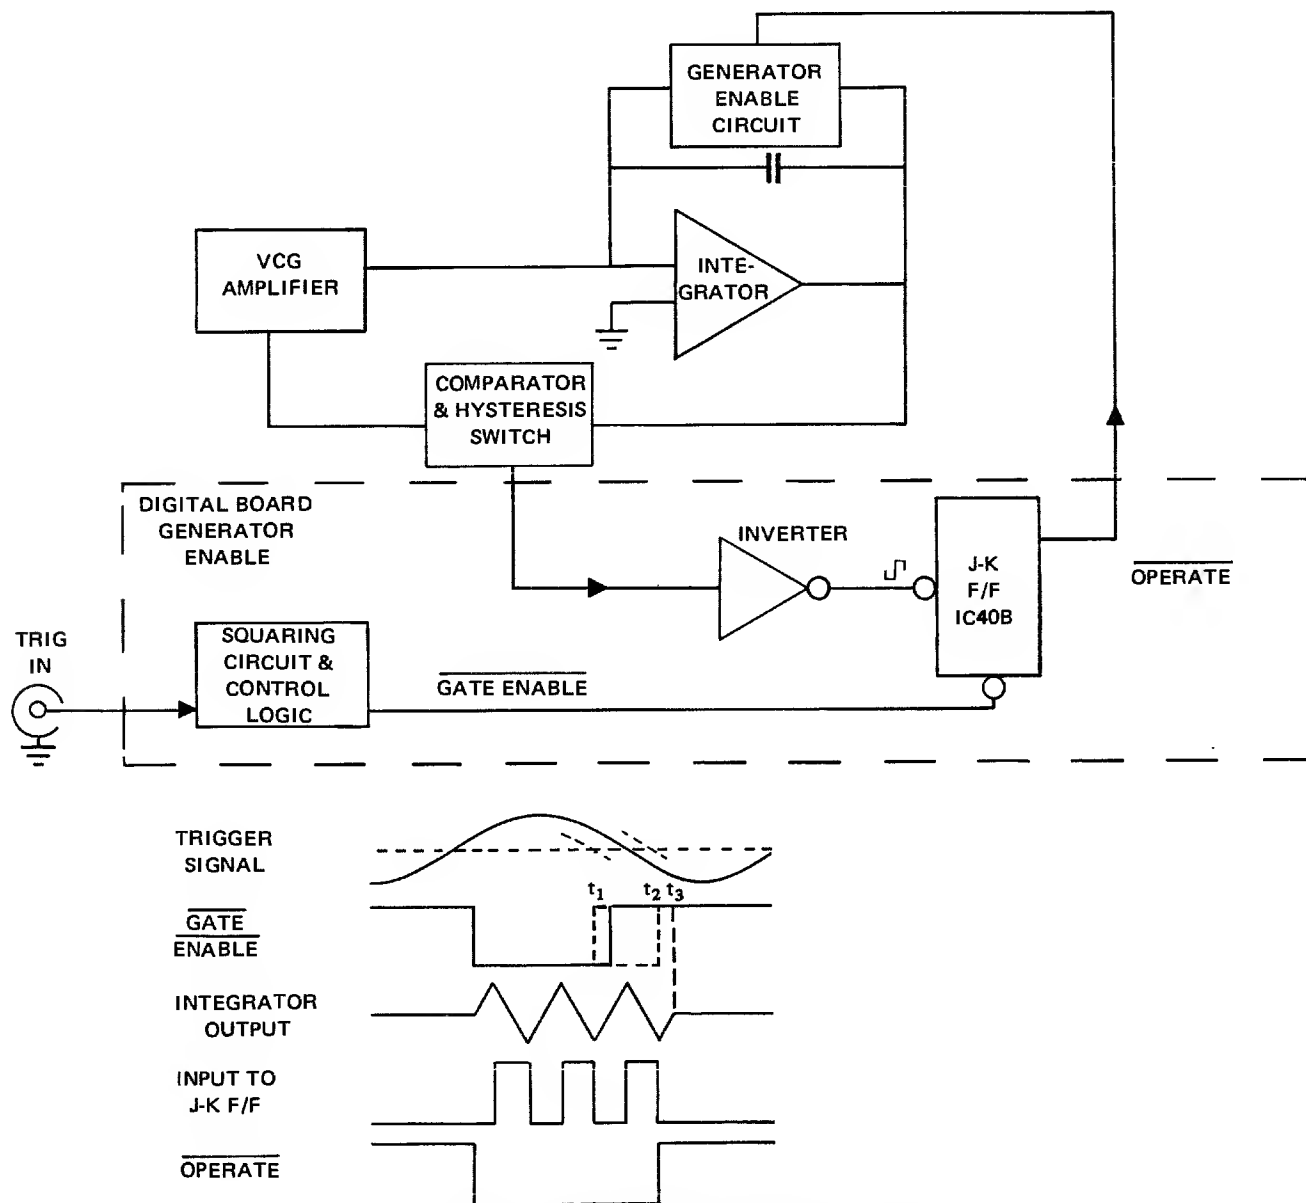 GENERATOR
ENABLE
CIRCUIT
VCG
AMPLIFIER
INTE-
GRATOR
COMPARATOR
& HYSTERESIS
SWITCH
DIGITAL BOARD
GENERATOR
ENABLE
INVERTER
J-K
F/F
IC40B
OPERATE
TRIG
IN
SQUARING
CIRCUIT &
CONTROL
LOGIC
GATE ENABLE
TRIGGER
SIGNAL
t1
t2
t3
GATE
ENABLE
INTEGRATOR
OUTPUT
INPUT TO
J-K F/F
OPERATE